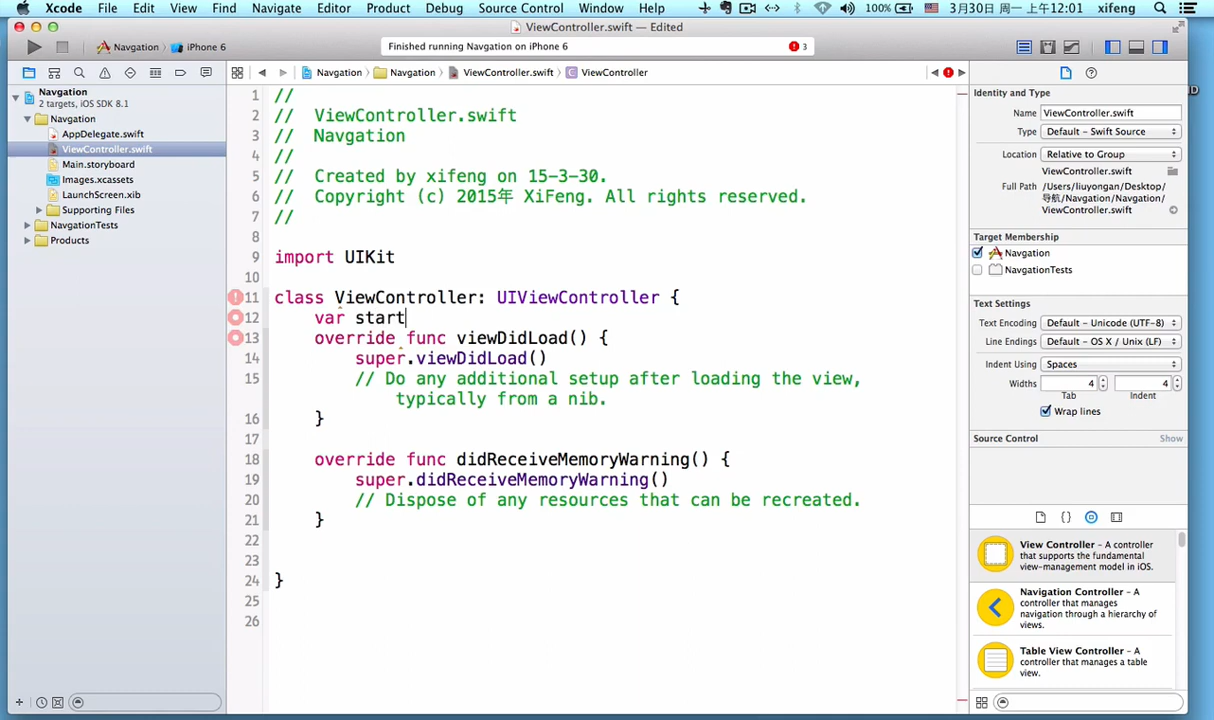 Xcode File Edit View Find Navigate Editor Product Debug Source Control Window Help 100% 3月30日 周一 上午12:01 xifeng
ViewController.swift — Edited
Navgation iPhone 6 Finished running Navgation on iPhone 6 3
Navgation Navgation ViewController.swift ViewController
Navgation
2 targets, iOS SDK 8.1
Navgation
AppDelegate.swift
ViewController.swift
Main.storyboard
Images.xcassets
LaunchScreen.xib
Supporting Files
NavgationTests
Products
1 //
2 // ViewController.swift
3 // Navgation
4 //
5 // Created by xifeng on 15-3-30.
6 // Copyright (c) 2015年 XiFeng. All rights reserved.
7 //
8
9 import UIKit
10
11 class ViewController: UIViewController {
12 var start
13 override func viewDidLoad() {
14 super.viewDidLoad()
15 // Do any additional setup after loading the view,
typically from a nib.
16 }
17
18 override func didReceiveMemoryWarning() {
19 super.didReceiveMemoryWarning()
20 // Dispose of any resources that can be recreated.
21 }
22
23
24 }
25
26
Identity and Type
Name ViewController.swift
Type Default – Swift Source
Location Relative to Group
ViewController.swift
Full Path /Users/liuyongan/Desktop/
导航/Navgation/Navgation/
ViewController.swift
Target Membership
Navgation
NavgationTests
Text Settings
Text Encoding Default – Unicode (UTF-8)
Line Endings Default – OS X / Unix (LF)
Indent Using Spaces
Widths 4 4
Tab Indent
Wrap lines
Source Control Show
View Controller – A controller
that supports the fundamental
view-management model in iOS.
Navigation Controller – A
controller that manages
navigation through a hierarchy of
views.
Table View Controller – A
controller that manages a table
view.